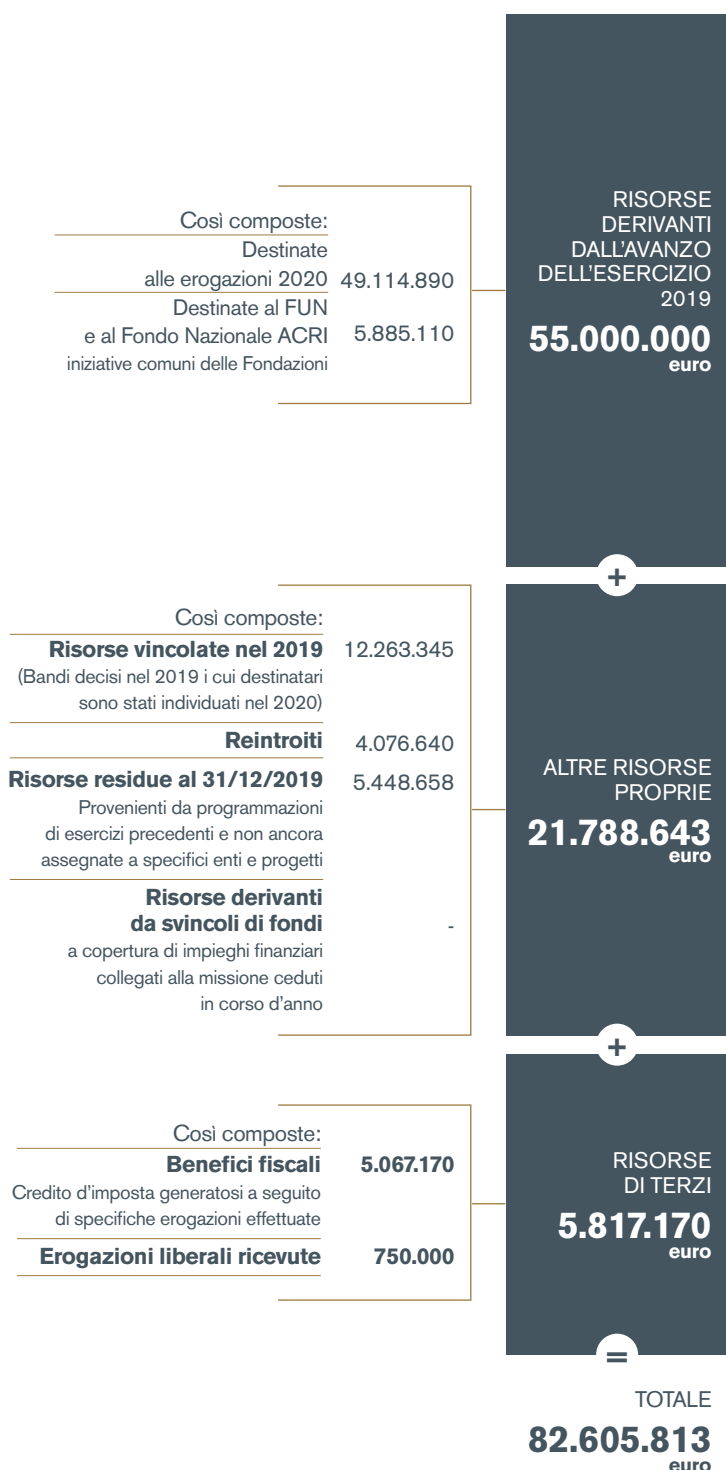 RISORSE
DERIVANTI
DALL'AVANZO
DELL'ESERCIZIO
2019
55.000.000
euro
Così composte:
Destinate
alle erogazioni 2020 49.114.890
Destinate al FUN
e al Fondo Nazionale ACRI 5.885.110
iniziative comuni delle Fondazioni
+
ALTRE RISORSE
PROPRIE
21.788.643
euro
Così composte:
Risorse vincolate nel 2019 12.263.345
(Bandi decisi nel 2019 i cui destinatari
sono stati individuati nel 2020)
Reintroiti 4.076.640
Risorse residue al 31/12/2019 5.448.658
Provenienti da programmazioni
di esercizi precedenti e non ancora
assegnate a specifici enti e progetti
Risorse derivanti
da svincoli di fondi -
a copertura di impieghi finanziari
collegati alla missione ceduti
in corso d'anno
+
RISORSE
DI TERZI
5.817.170
euro
Così composte:
Benefici fiscali 5.067.170
Credito d'imposta generatosi a seguito
di specifiche erogazioni effettuate
Erogazioni liberali ricevute 750.000
=
TOTALE
82.605.813
euro